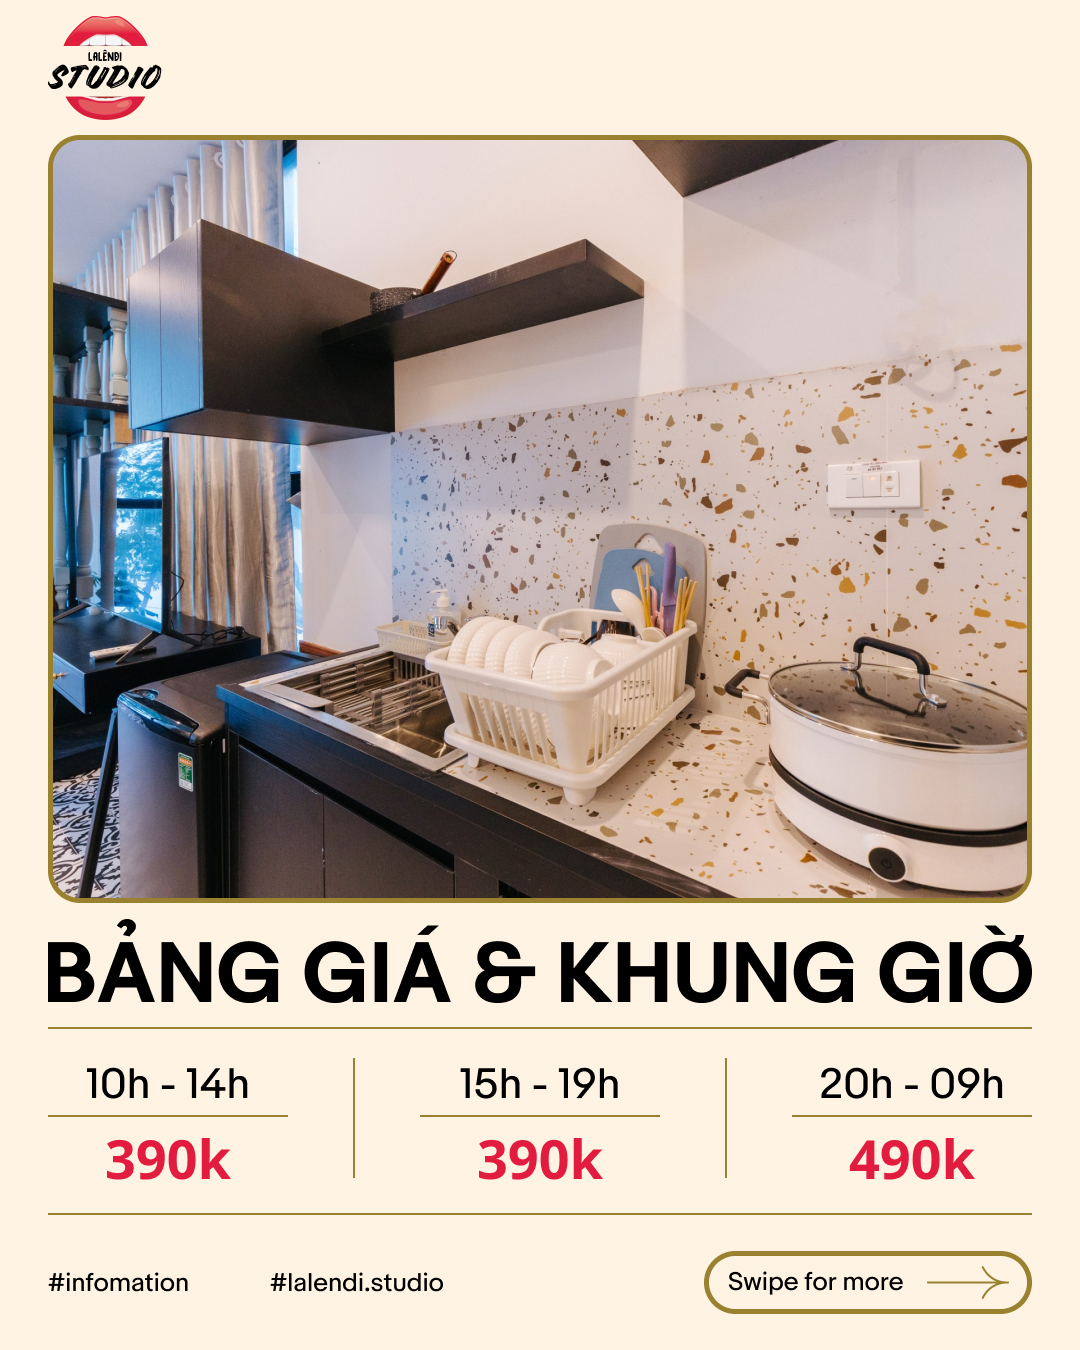 LALÊNĐI
STUDIO
BẢNG GIÁ & KHUNG GIỜ
10h - 14h
15h - 19h
20h - 09h
390k
390k
490k
#infomation
#lalendi.studio
Swipe for more